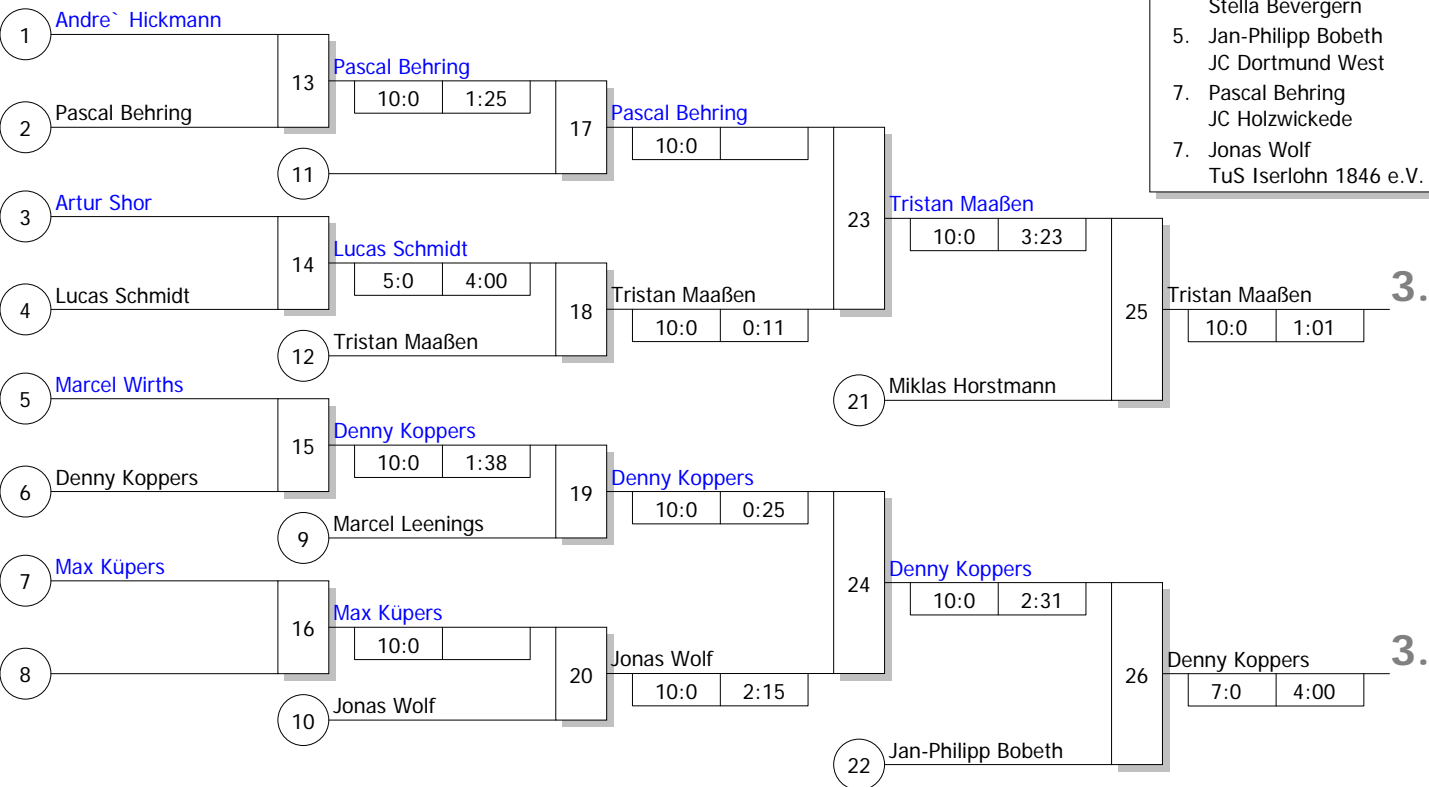 Stella Bevergern
5. Jan-Philipp Bobeth
JC Dortmund West
7. Pascal Behring
JC Holzwickede
7. Jonas Wolf
TuS Iserlohn 1846 e.V.
1 Andre` Hickmann
13 Pascal Behring
10:0 1:25
2 Pascal Behring
17 Pascal Behring
10:0
11
3 Artur Shor
23 Tristan Maaßen
10:0 3:23
14 Lucas Schmidt
5:0 4:00
4 Lucas Schmidt
18 Tristan Maaßen
10:0 0:11
12 Tristan Maaßen
25 Tristan Maaßen 3.
10:0 1:01
5 Marcel Wirths
21 Miklas Horstmann
15 Denny Koppers
10:0 1:38
6 Denny Koppers
19 Denny Koppers
10:0 0:25
9 Marcel Leenings
7 Max Küpers
24 Denny Koppers
10:0 2:31
16 Max Küpers
10:0
8
20 Jonas Wolf
10:0 2:15
10 Jonas Wolf
26 Denny Koppers 3.
7:0 4:00
22 Jan-Philipp Bobeth